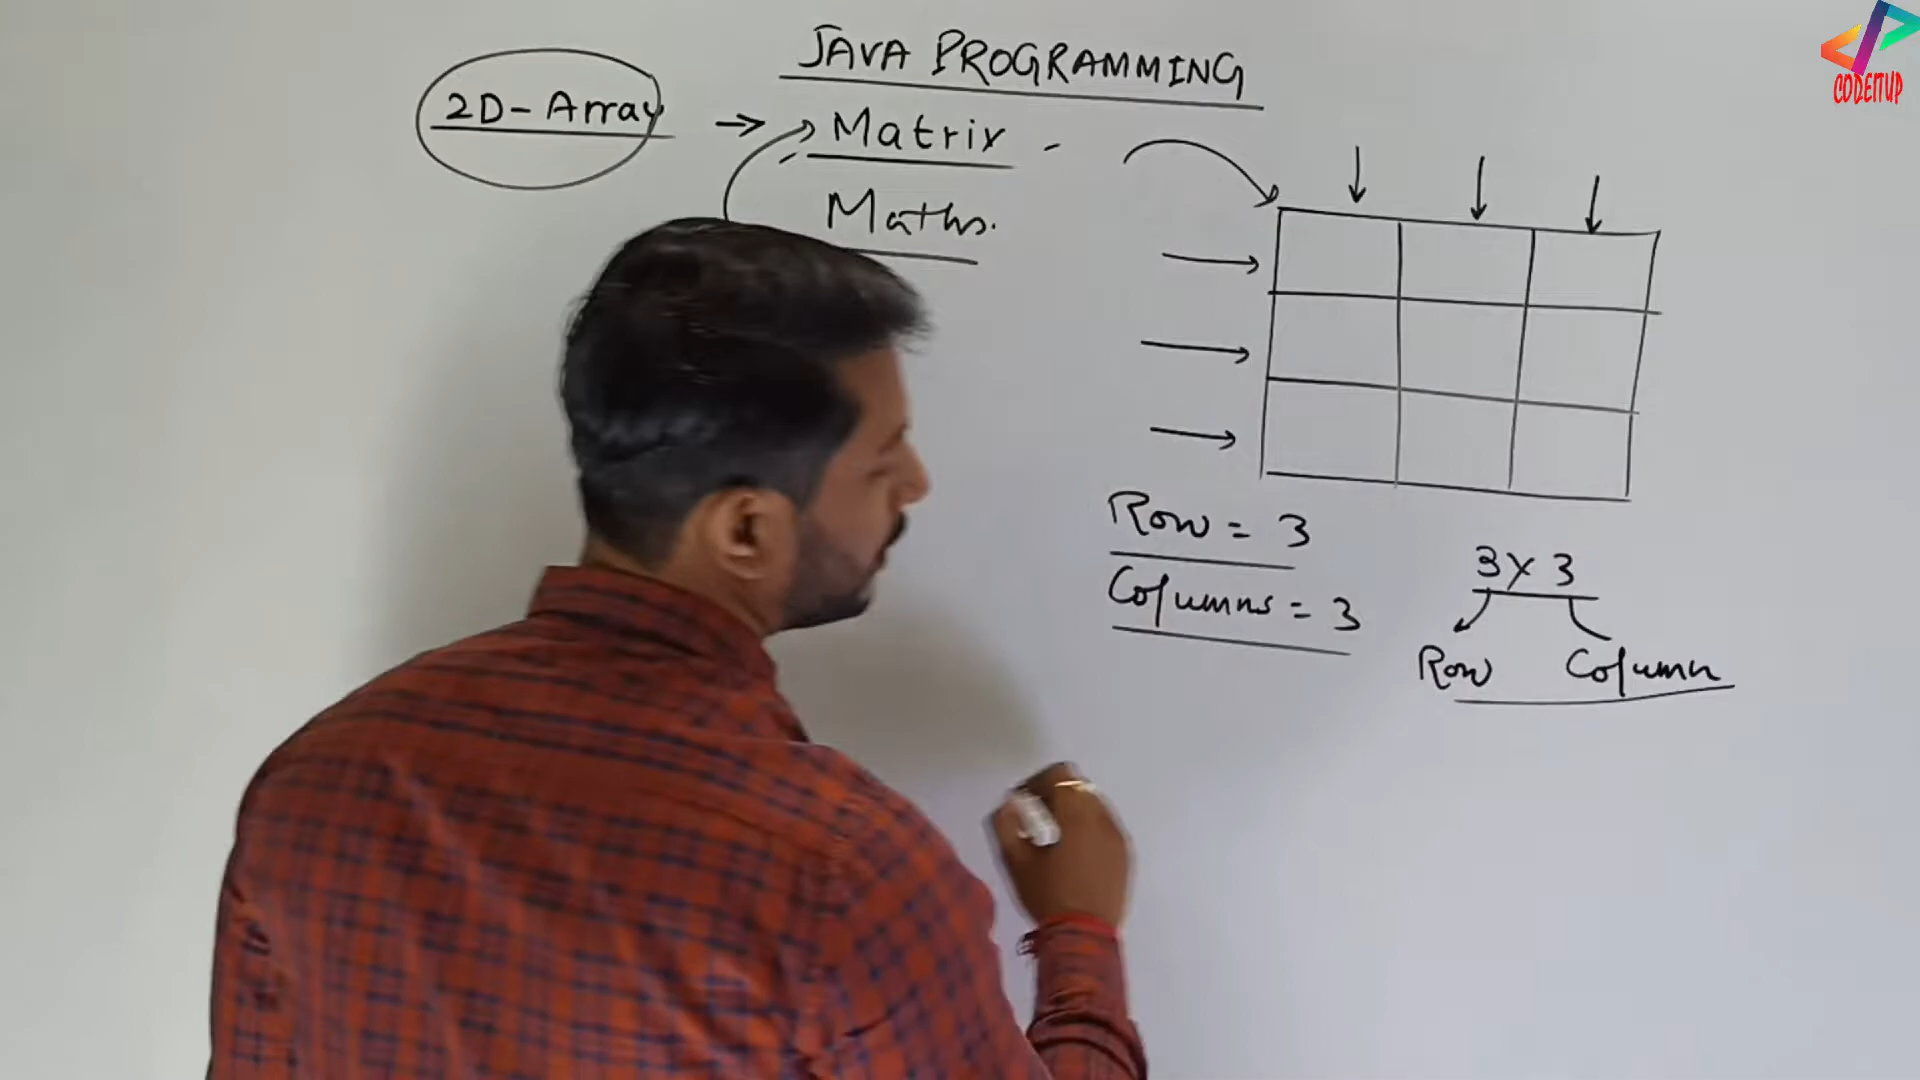 JAVA PROGRAMMING
2D-Array → Matrix -
Maths.
Row = 3
Columns = 3
3 x 3
Row Column
CODEITUP